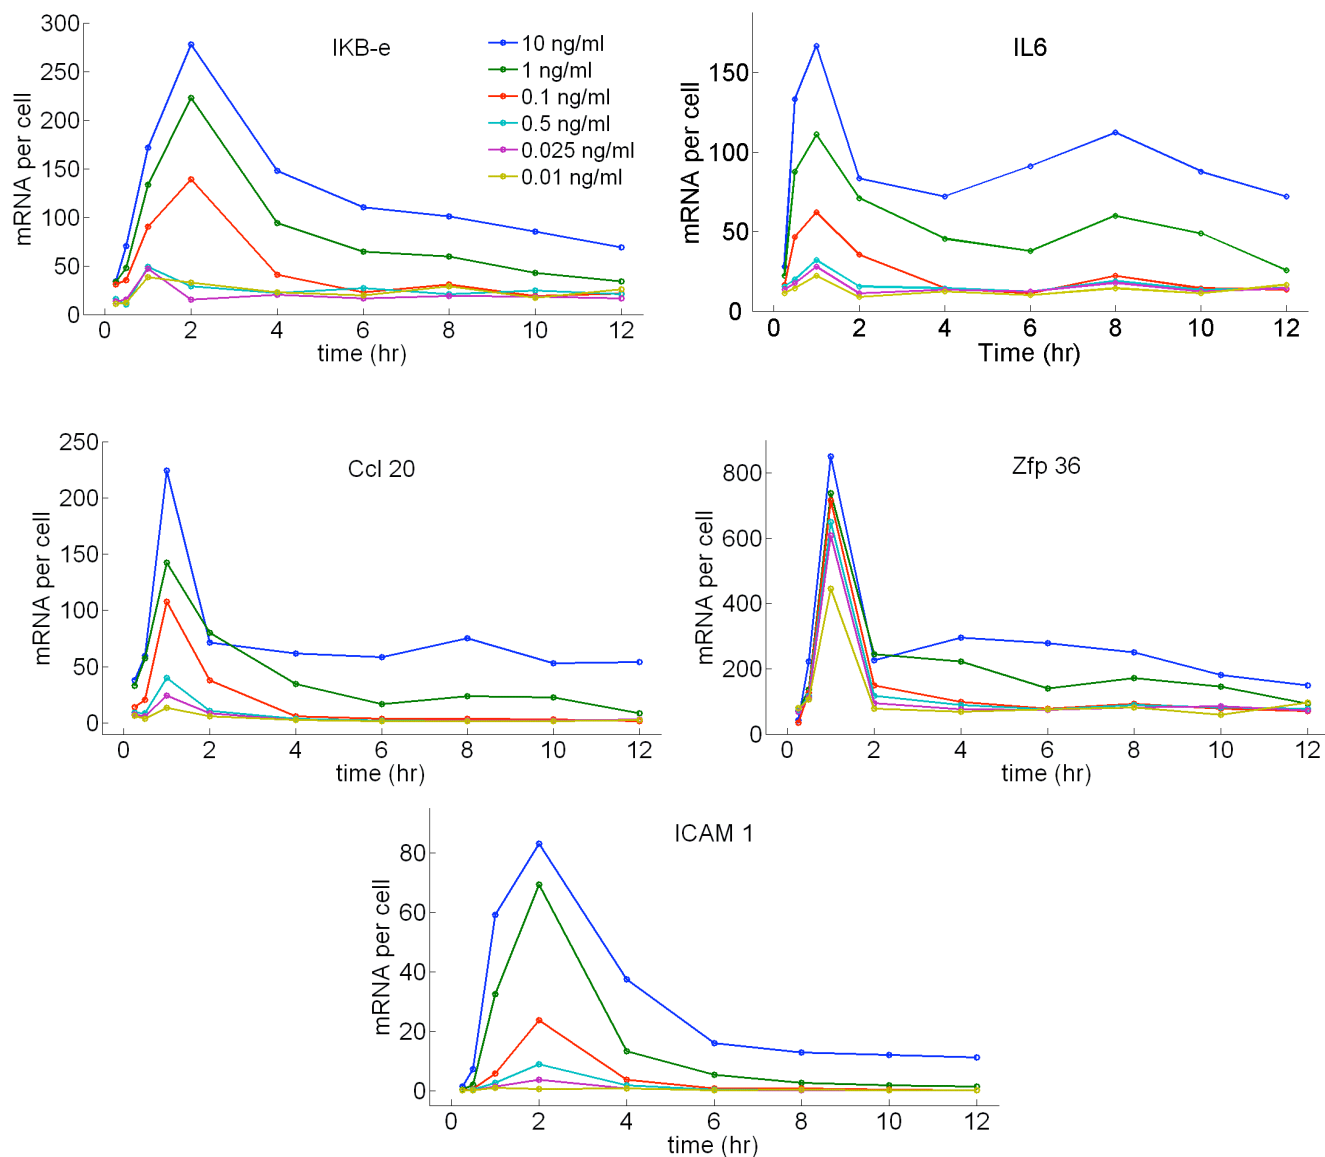 IKB-e
10 ng/ml
1 ng/ml
0.1 ng/ml
0.5 ng/ml
0.025 ng/ml
0.01 ng/ml
mRNA per cell
300
250
200
150
100
50
0
0 2 4 6 8 10 12
time (hr)
IL6
mRNA per cell
150
100
50
0
0 2 4 6 8 10 12
Time (hr)
Ccl 20
mRNA per cell
250
200
150
100
50
0
0 2 4 6 8 10 12
time (hr)
Zfp 36
mRNA per cell
800
600
400
200
0
0 2 4 6 8 10 12
time (hr)
ICAM 1
mRNA per cell
80
60
40
20
0
0 2 4 6 8 10 12
time (hr)